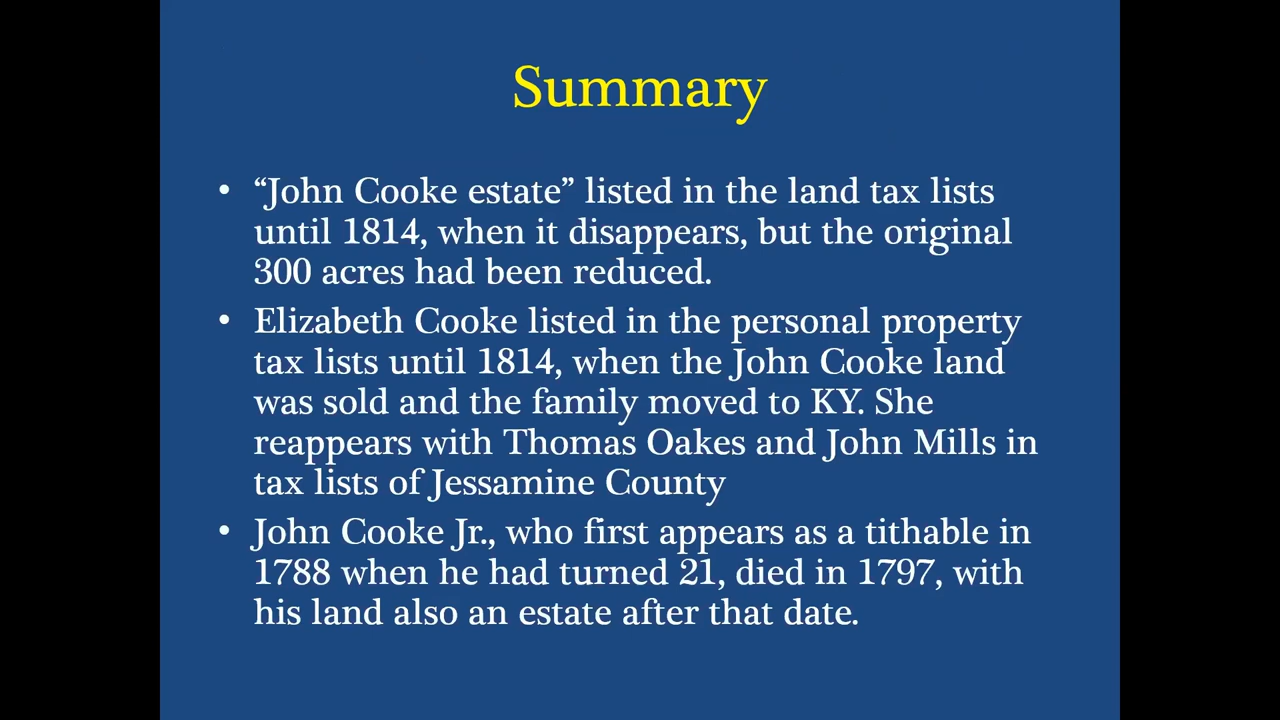 Summary
• “John Cooke estate” listed in the land tax lists
until 1814, when it disappears, but the original
300 acres had been reduced.
• Elizabeth Cooke listed in the personal property
tax lists until 1814, when the John Cooke land
was sold and the family moved to KY. She
reappears with Thomas Oakes and John Mills in
tax lists of Jessamine County
• John Cooke Jr., who first appears as a tithable in
1788 when he had turned 21, died in 1797, with
his land also an estate after that date.